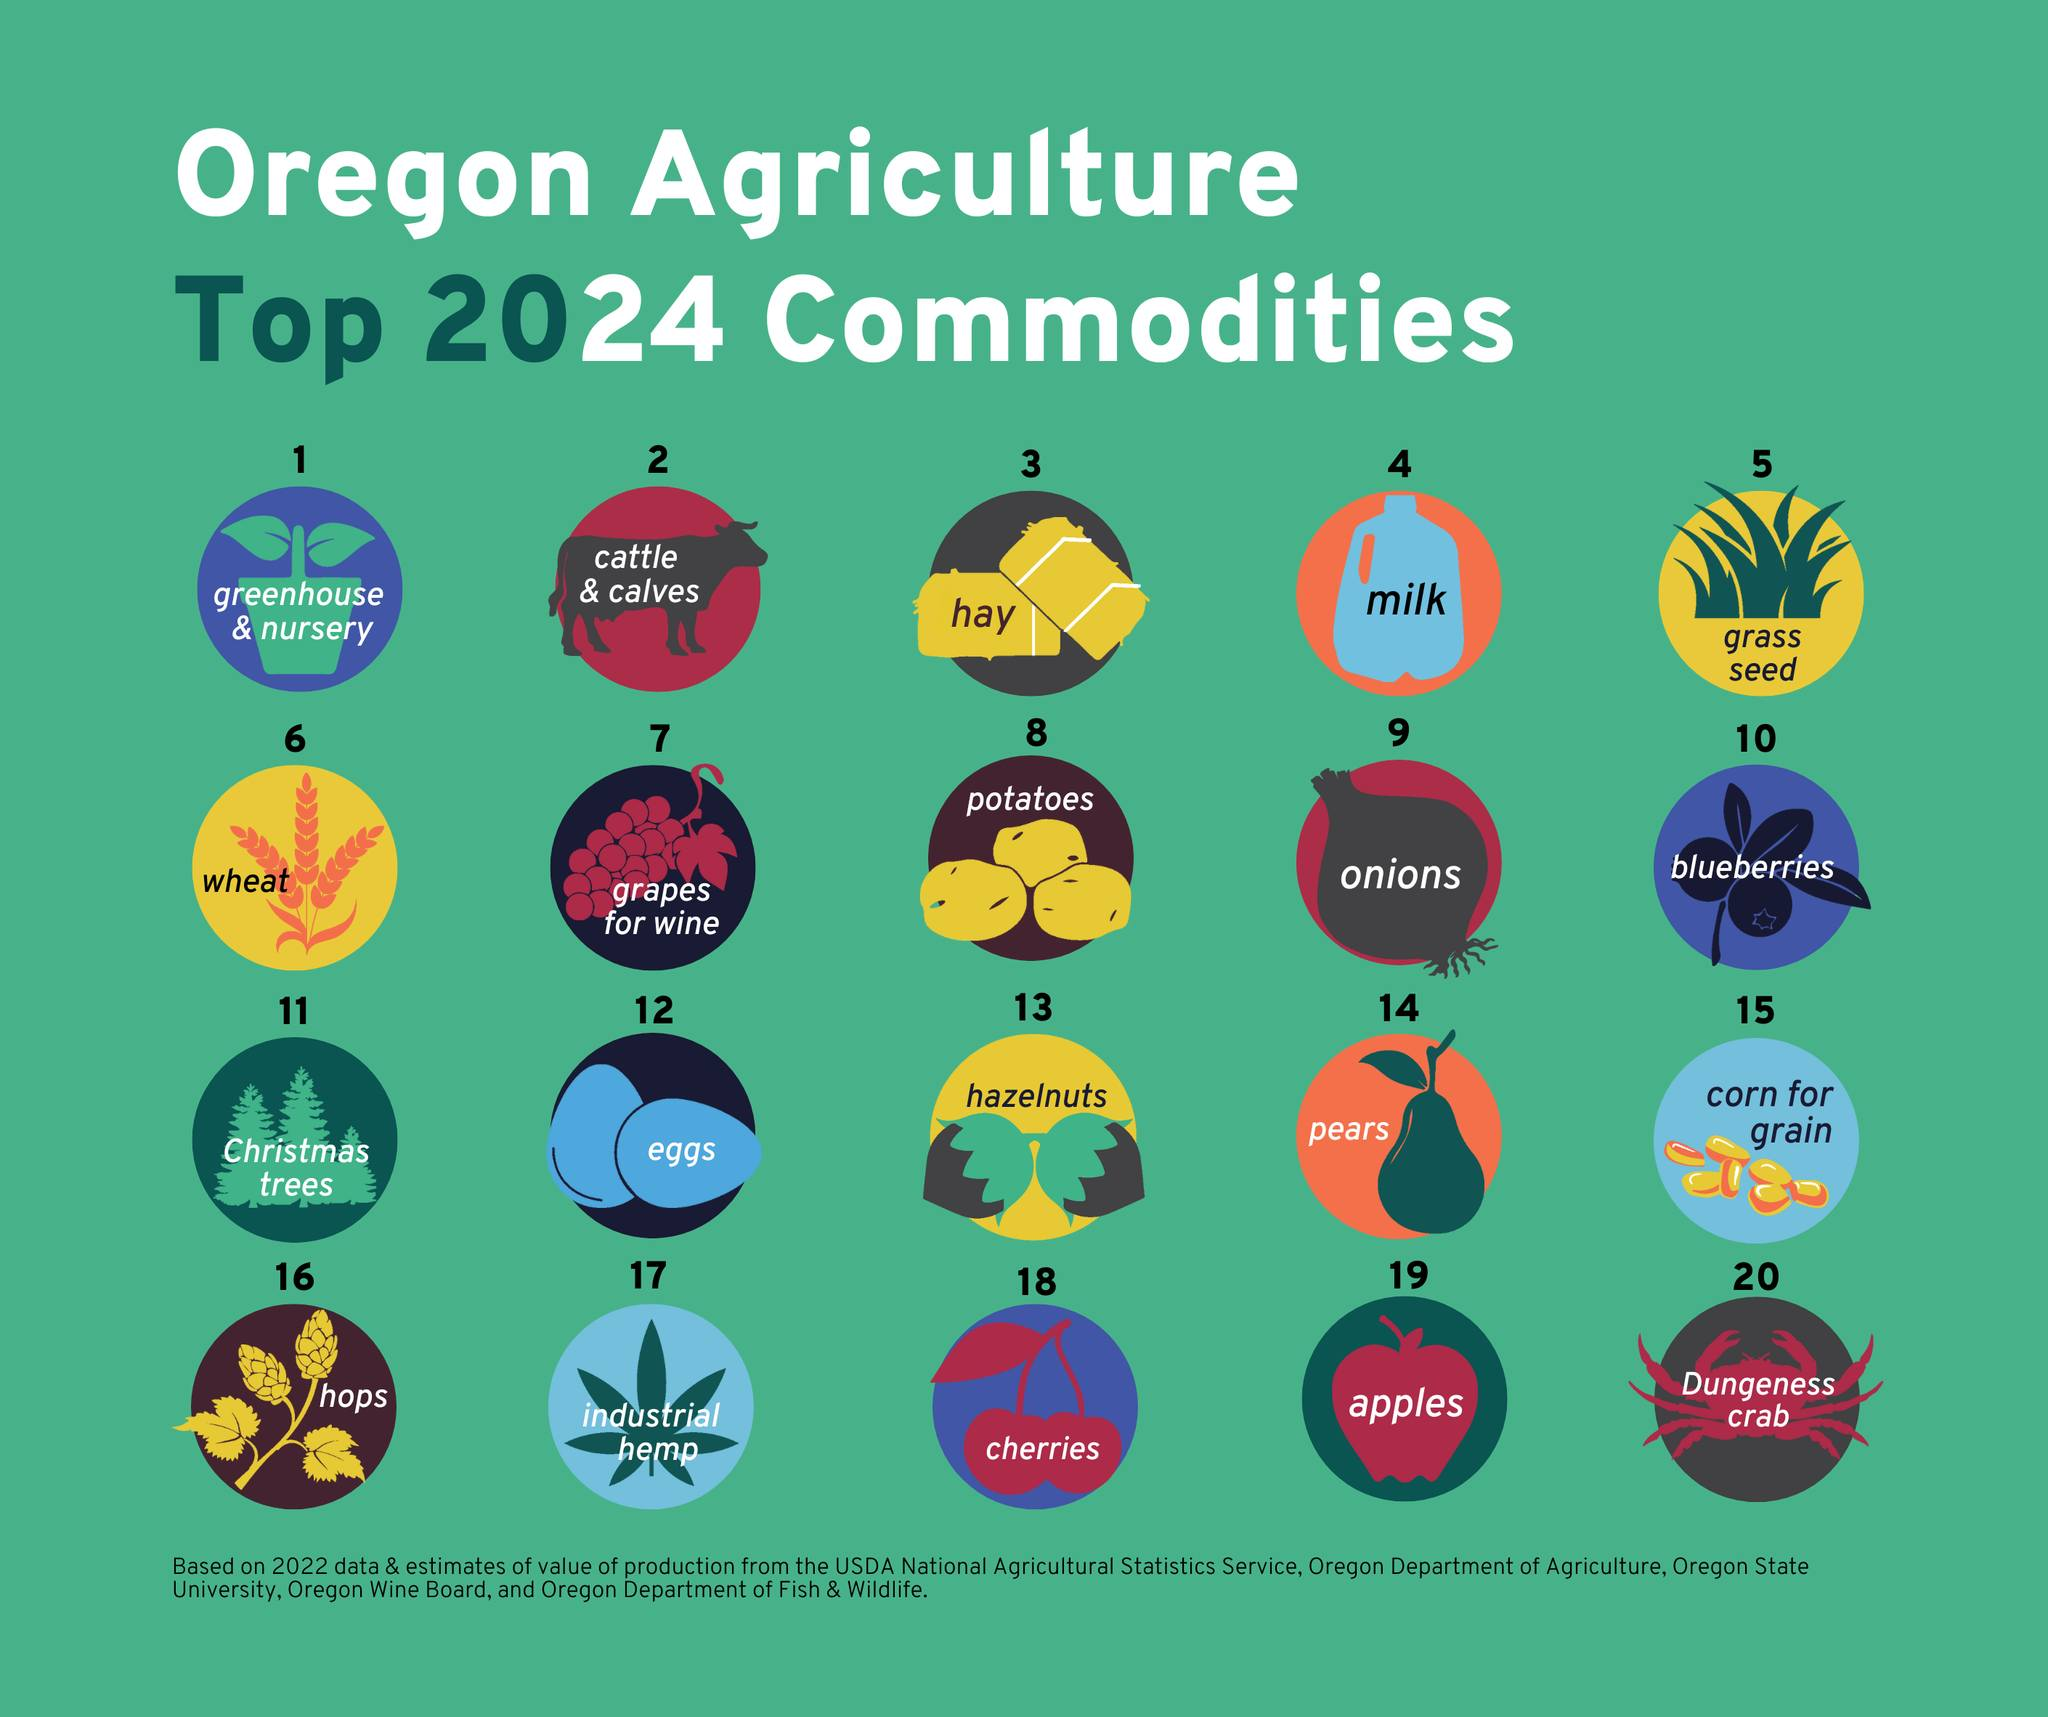 Oregon Agriculture
Top 2024 Commodities
1
greenhouse
& nursery
2
cattle
& calves
3
hay
4
milk
5
grass
seed
6
wheat
7
grapes
for wine
8
potatoes
9
onions
10
blueberries
11
Christmas
trees
12
eggs
13
hazelnuts
14
pears
15
corn for
grain
16
hops
17
industrial
hemp
18
cherries
19
apples
20
Dungeness
crab
Based on 2022 data & estimates of value of production from the USDA National Agricultural Statistics Service, Oregon Department of Agriculture, Oregon State
University, Oregon Wine Board, and Oregon Department of Fish & Wildlife.